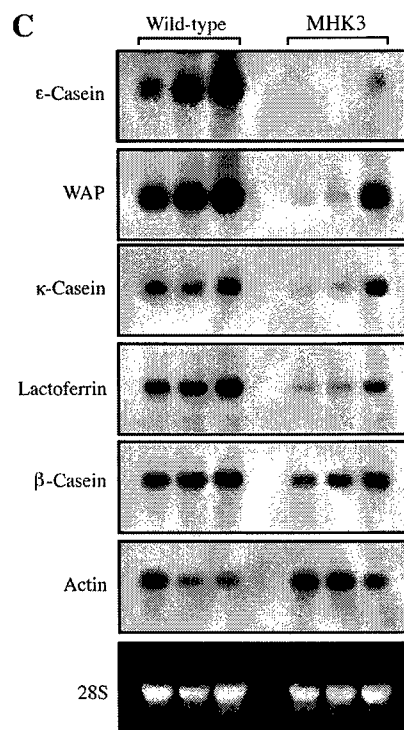 C
Wild-type MHK3
ε-Casein
WAP
κ-Casein
Lactoferrin
β-Casein
Actin
28S